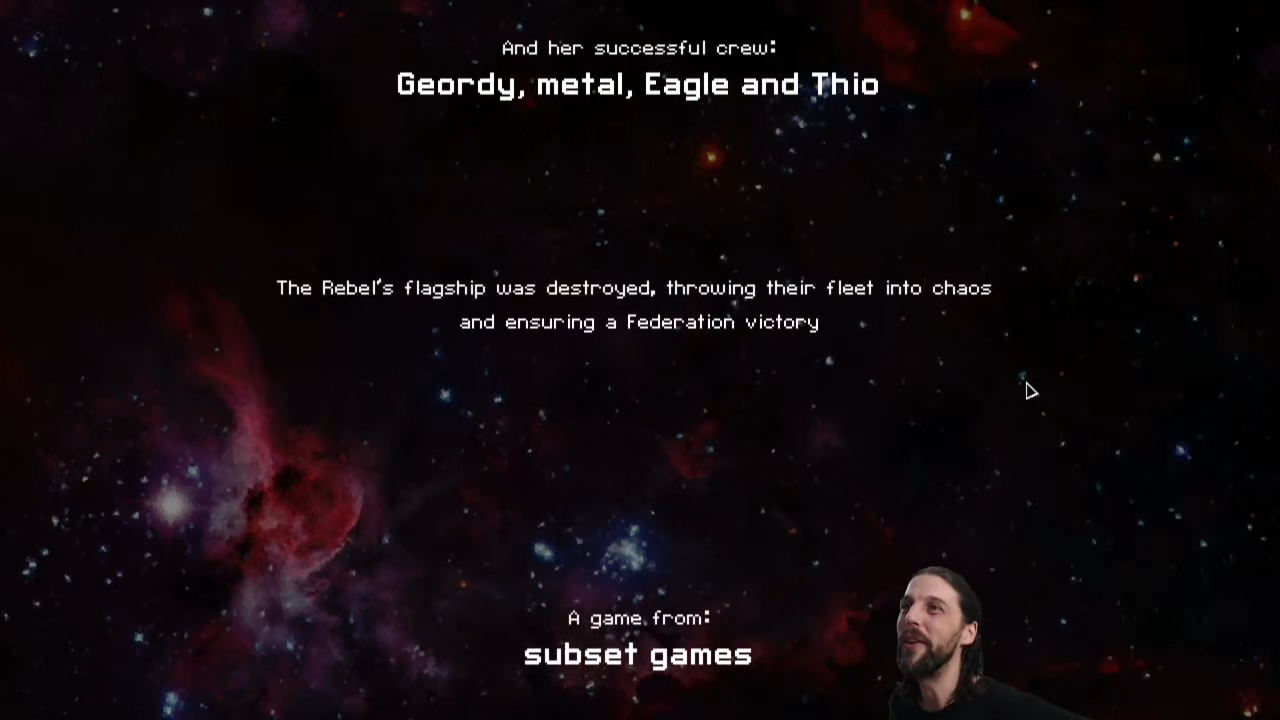 And her successful crew:
Geordy, metal, Eagle and Thio
The Rebel's flagship was destroyed, throwing their fleet into chaos
and ensuring a Federation victory
A game from:
subset games